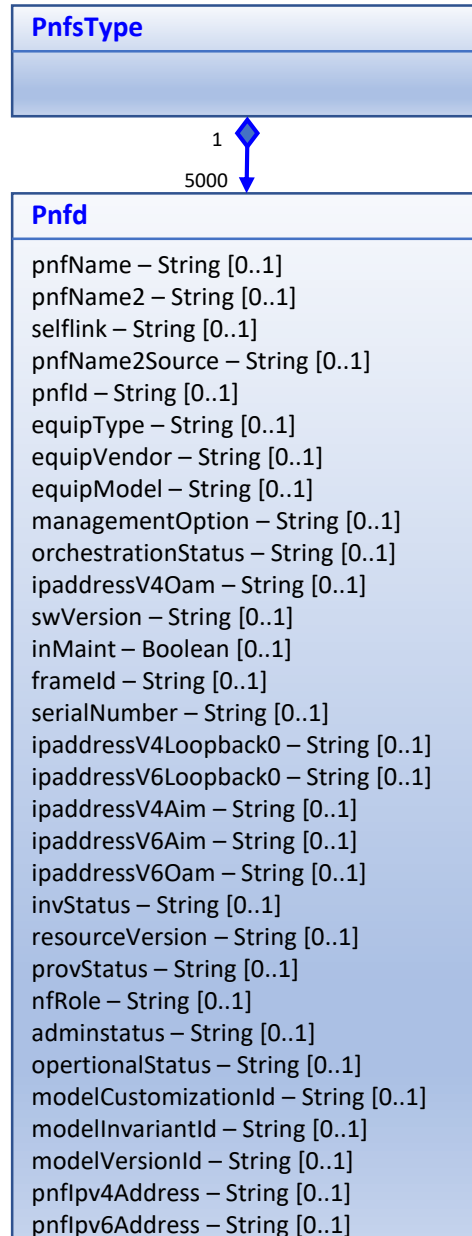 PnfsType
1
5000
Pnfd
pnfName – String [0..1]
pnfName2 – String [0..1]
selflink – String [0..1]
pnfName2Source – String [0..1]
pnfId – String [0..1]
equipType – String [0..1]
equipVendor – String [0..1]
equipModel – String [0..1]
managementOption – String [0..1]
orchestrationStatus – String [0..1]
ipaddressV4Oam – String [0..1]
swVersion – String [0..1]
inMaint – Boolean [0..1]
frameId – String [0..1]
serialNumber – String [0..1]
ipaddressV4Loopback0 – String [0..1]
ipaddressV6Loopback0 – String [0..1]
ipaddressV4Aim – String [0..1]
ipaddressV6Aim – String [0..1]
ipaddressV6Oam – String [0..1]
invStatus – String [0..1]
resourceVersion – String [0..1]
provStatus – String [0..1]
nfRole – String [0..1]
adminstatus – String [0..1]
opertionalStatus – String [0..1]
modelCustomizationId – String [0..1]
modelInvariantId – String [0..1]
modelVersionId – String [0..1]
pnfIpv4Address – String [0..1]
pnfIpv6Address – String [0..1]